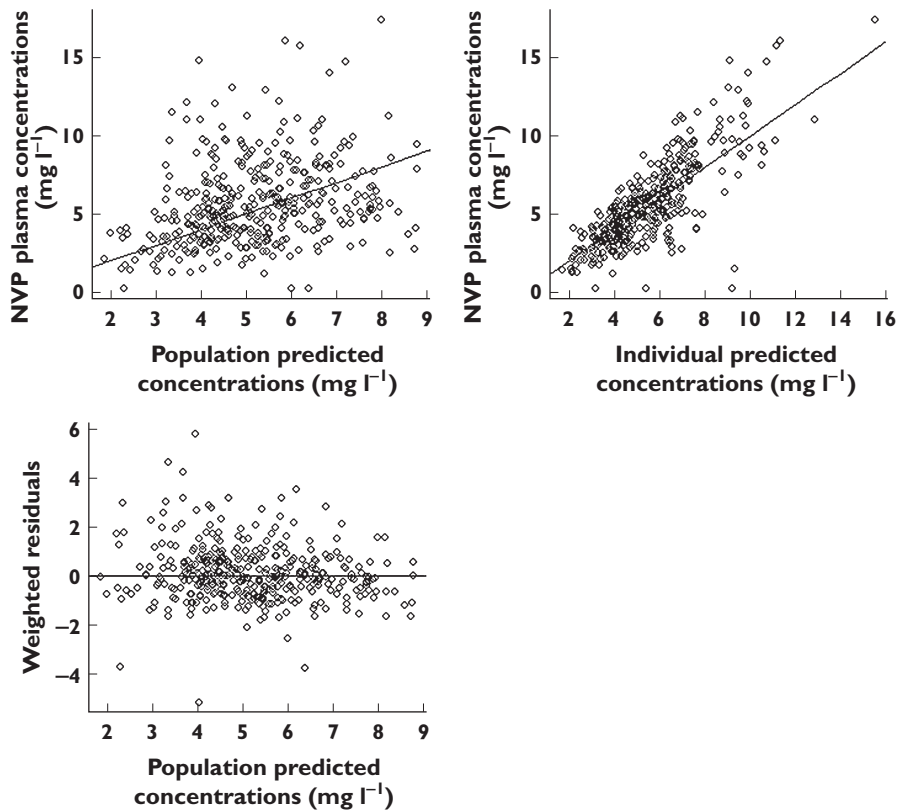 NVP plasma concentrations
(mg l⁻¹)
15
10
5
0
2 3 4 5 6 7 8 9
Population predicted
concentrations (mg l⁻¹)
NVP plasma concentrations
(mg l⁻¹)
15
10
5
0
2 4 6 8 10 12 14 16
Individual predicted
concentrations (mg l⁻¹)
Weighted residuals
6
4
2
0
−2
−4
2 3 4 5 6 7 8 9
Population predicted
concentrations (mg l⁻¹)